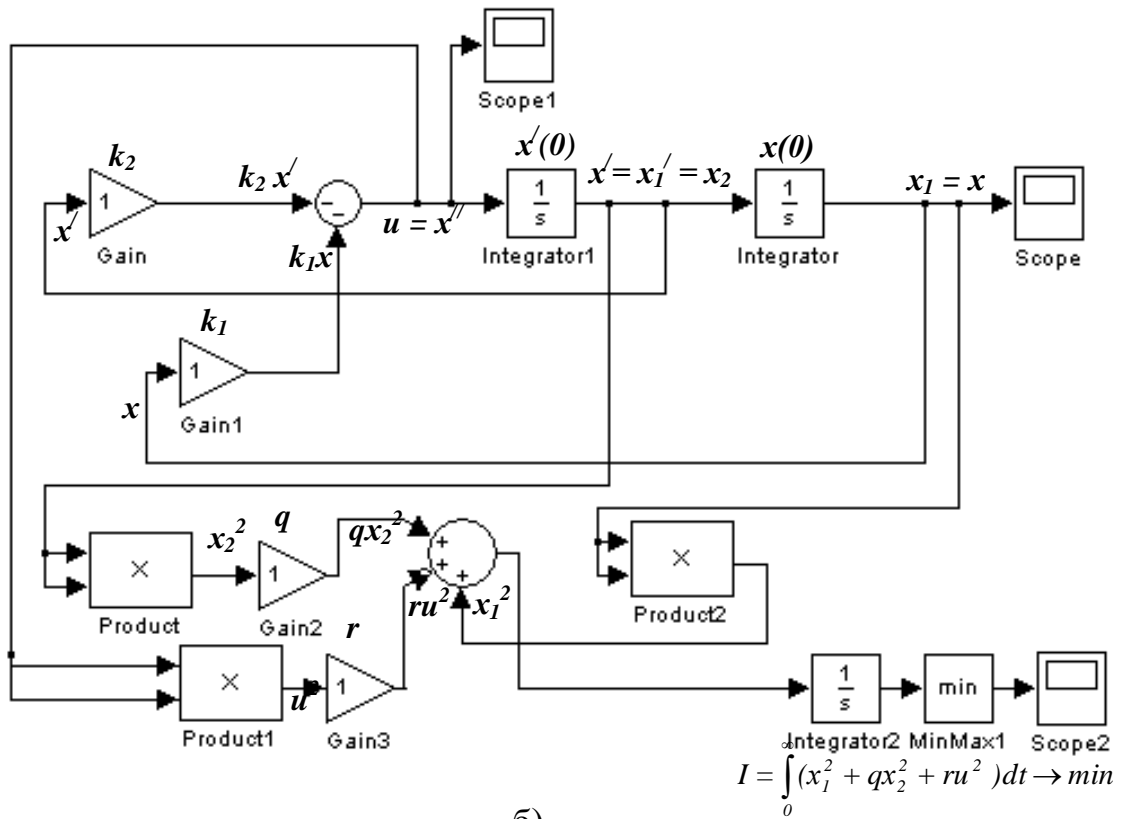 Scope1
k₂
x′(0)
x(0)
k₂ x′
x′= x₁′ = x₂
x₁ = x
1
- -
1/s
1/s
x′
u = x′′
Gain
k₁x
Integrator1
Integrator
Scope
k₁
1
x
Gain1
q
x₂²
qx₂²
+
+
+
×
1
×
ru²
x₁²
Product2
Product
Gain2
r
×
u²
1
1/s
min
Product1
Gain3
Integrator2 MinMax1 Scope2
I = ∫₀^∞ (x₁² + qx₂² + ru² )dt → min
б)